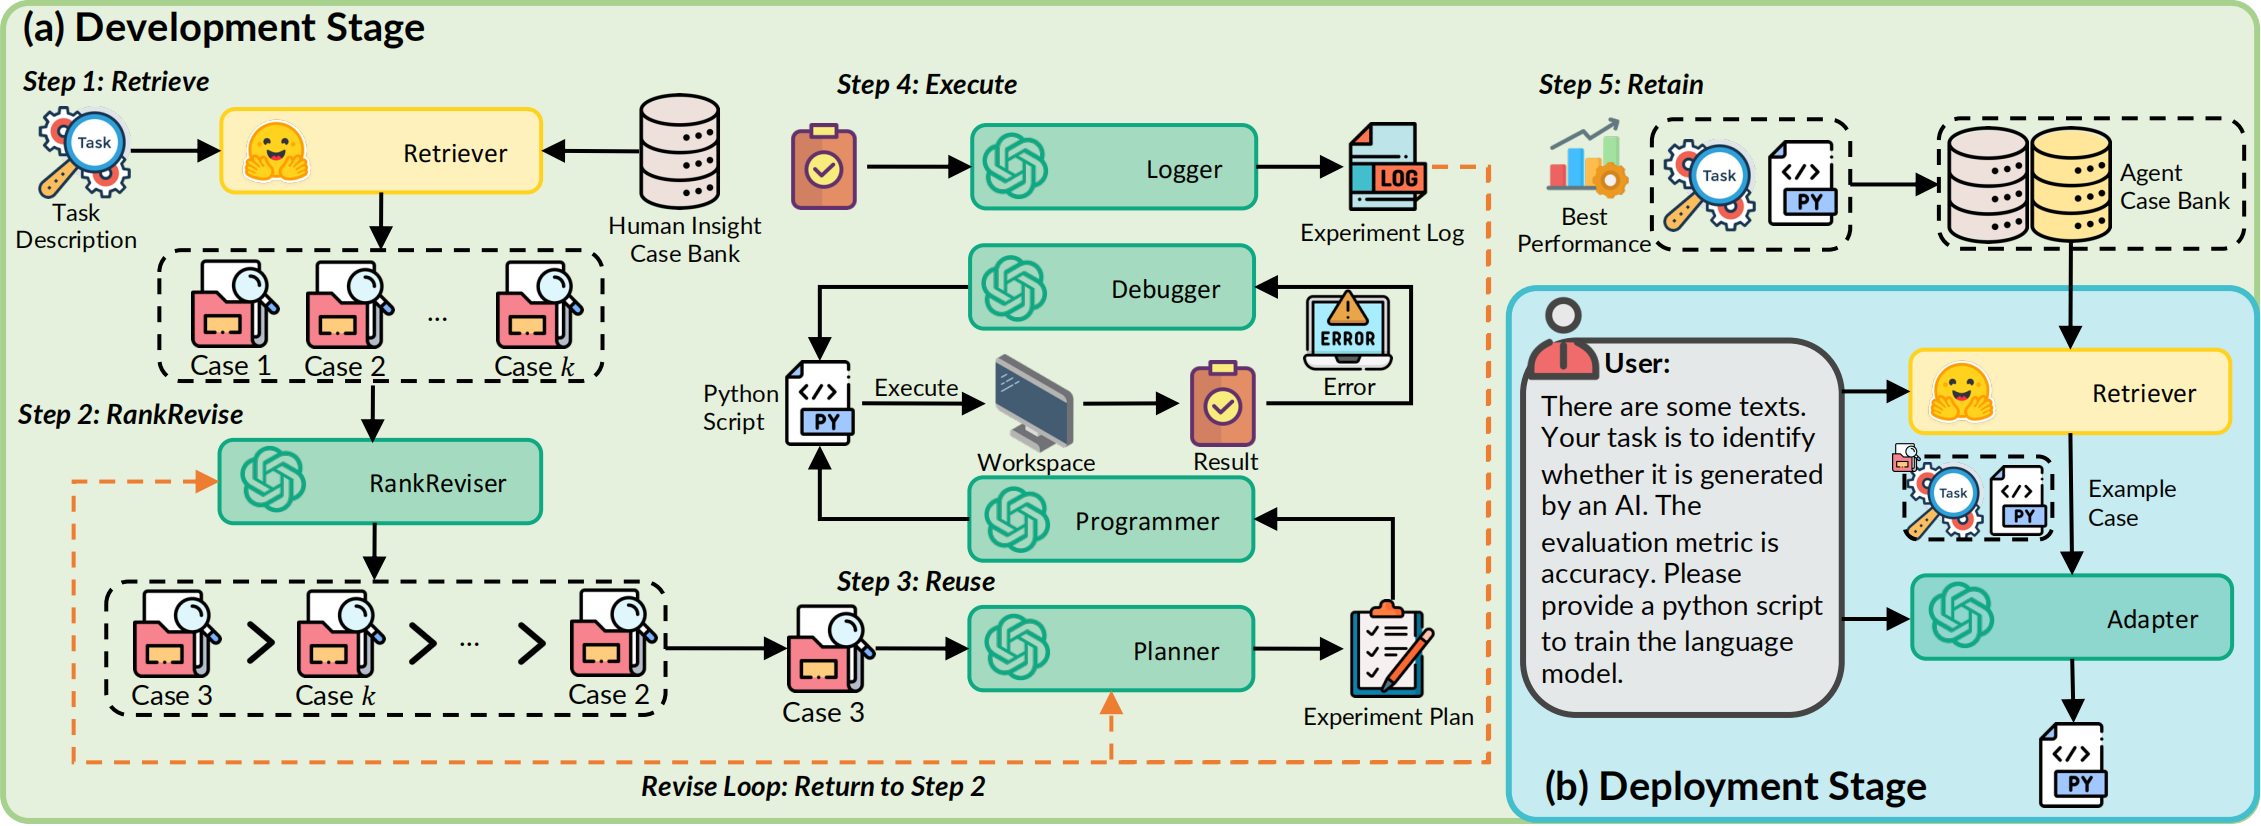 (a) Development Stage
Step 1: Retrieve
Task
Task
Description
Retriever
Human Insight
Case Bank
Case 1
Case 2
...
Case k
Step 2: RankRevise
RankReviser
Case 3
>
Case k
>
...
>
Case 2
Case 3
Step 3: Reuse
Planner
Experiment Plan
Programmer
Step 4: Execute
Logger
LOG
Experiment Log
Debugger
ERROR
Error
Python
Script
</>
PY
Execute
Workspace
Result
Revise Loop: Return to Step 2
Step 5: Retain
Best
Performance
Task
</>
PY
Agent
Case Bank
User:
There are some texts.
Your task is to identify
whether it is generated
by an AI. The
evaluation metric is
accuracy. Please
provide a python script
to train the language
model.
Retriever
Task
</>
PY
Example
Case
Adapter
</>
PY
(b) Deployment Stage